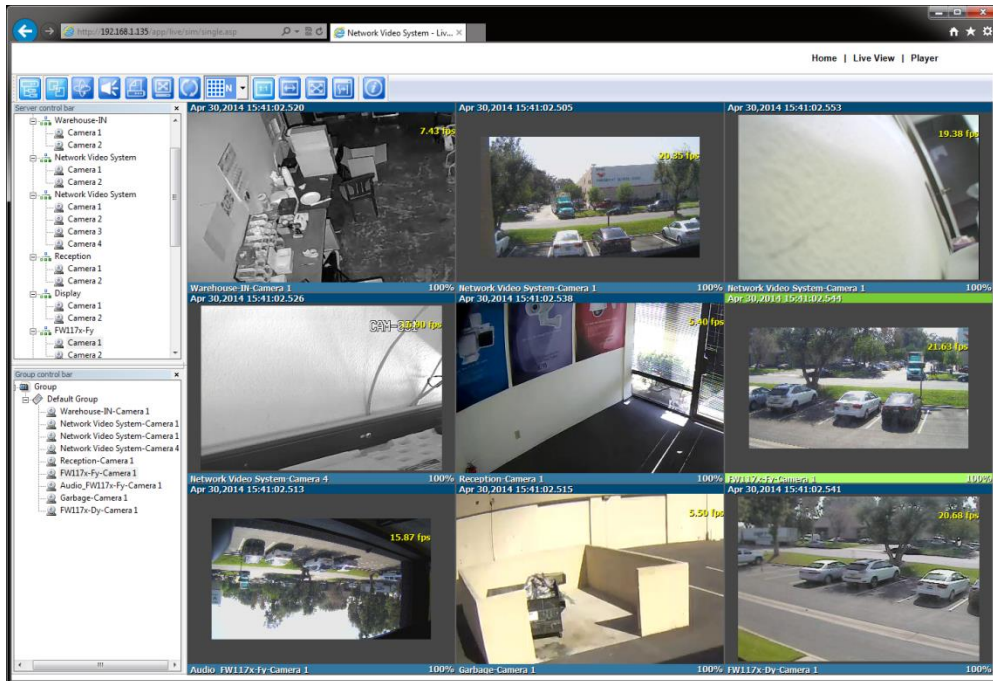 http://192.168.1.135/app/live/sim/single.asp
Network Video System - Liv...
Home | Live View | Player
N
1:1
Server control bar
Warehouse-IN
Camera 1
Camera 2
Network Video System
Camera 1
Camera 2
Network Video System
Camera 1
Camera 2
Camera 3
Camera 4
Reception
Camera 1
Camera 2
Display
Camera 1
Camera 2
FW117x-Fy
Camera 1
Camera 2
Group control bar
Group
Default Group
Warehouse-IN-Camera 1
Network Video System-Camera 1
Network Video System-Camera 1
Network Video System-Camera 4
Reception-Camera 1
FW117x-Fy-Camera 1
Audio_FW117x-Fy-Camera 1
Garbage-Camera 1
FW117x-Dy-Camera 1
Apr 30,2014 15:41:02.520
7.43 fps
Warehouse-IN-Camera 1 100%
Apr 30,2014 15:41:02.505
20.35 fps
Network Video System-Camera 1 100%
Apr 30,2014 15:41:02.553
19.38 fps
Network Video System-Camera 1 100%
Apr 30,2014 15:41:02.526
Network Video System-Camera 4 100%
Apr 30,2014 15:41:02.538
5.40 fps
Reception-Camera 1 100%
Apr 30,2014 15:41:02.544
21.63 fps
FW117x-Fy-Camera 1 100%
Apr 30,2014 15:41:02.513
15.87 fps
Audio_FW117x-Fy-Camera 1 100%
Apr 30,2014 15:41:02.515
5.50 fps
Garbage-Camera 1 100%
Apr 30,2014 15:41:02.541
20.68 fps
FW117x-Dy-Camera 1 100%